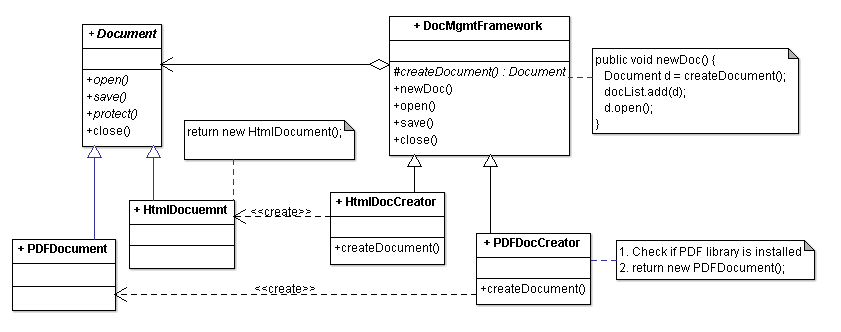 + Document
+open()
+save()
+protect()
+close()
+ DocMgmtFramework
#createDocument() : Document
+newDoc()
+open()
+save()
+close()
public void newDoc() {
Document d = createDocument();
docList.add(d);
d.open();
}
return new HtmlDocument();
+ HtmlDocuemnt
<<create>>
+ HtmlDocCreator
+createDocument()
+ PDFDocument
<<create>>
+ PDFDocCreator
+createDocument()
1. Check if PDF library is installed
2. return new PDFDocument();